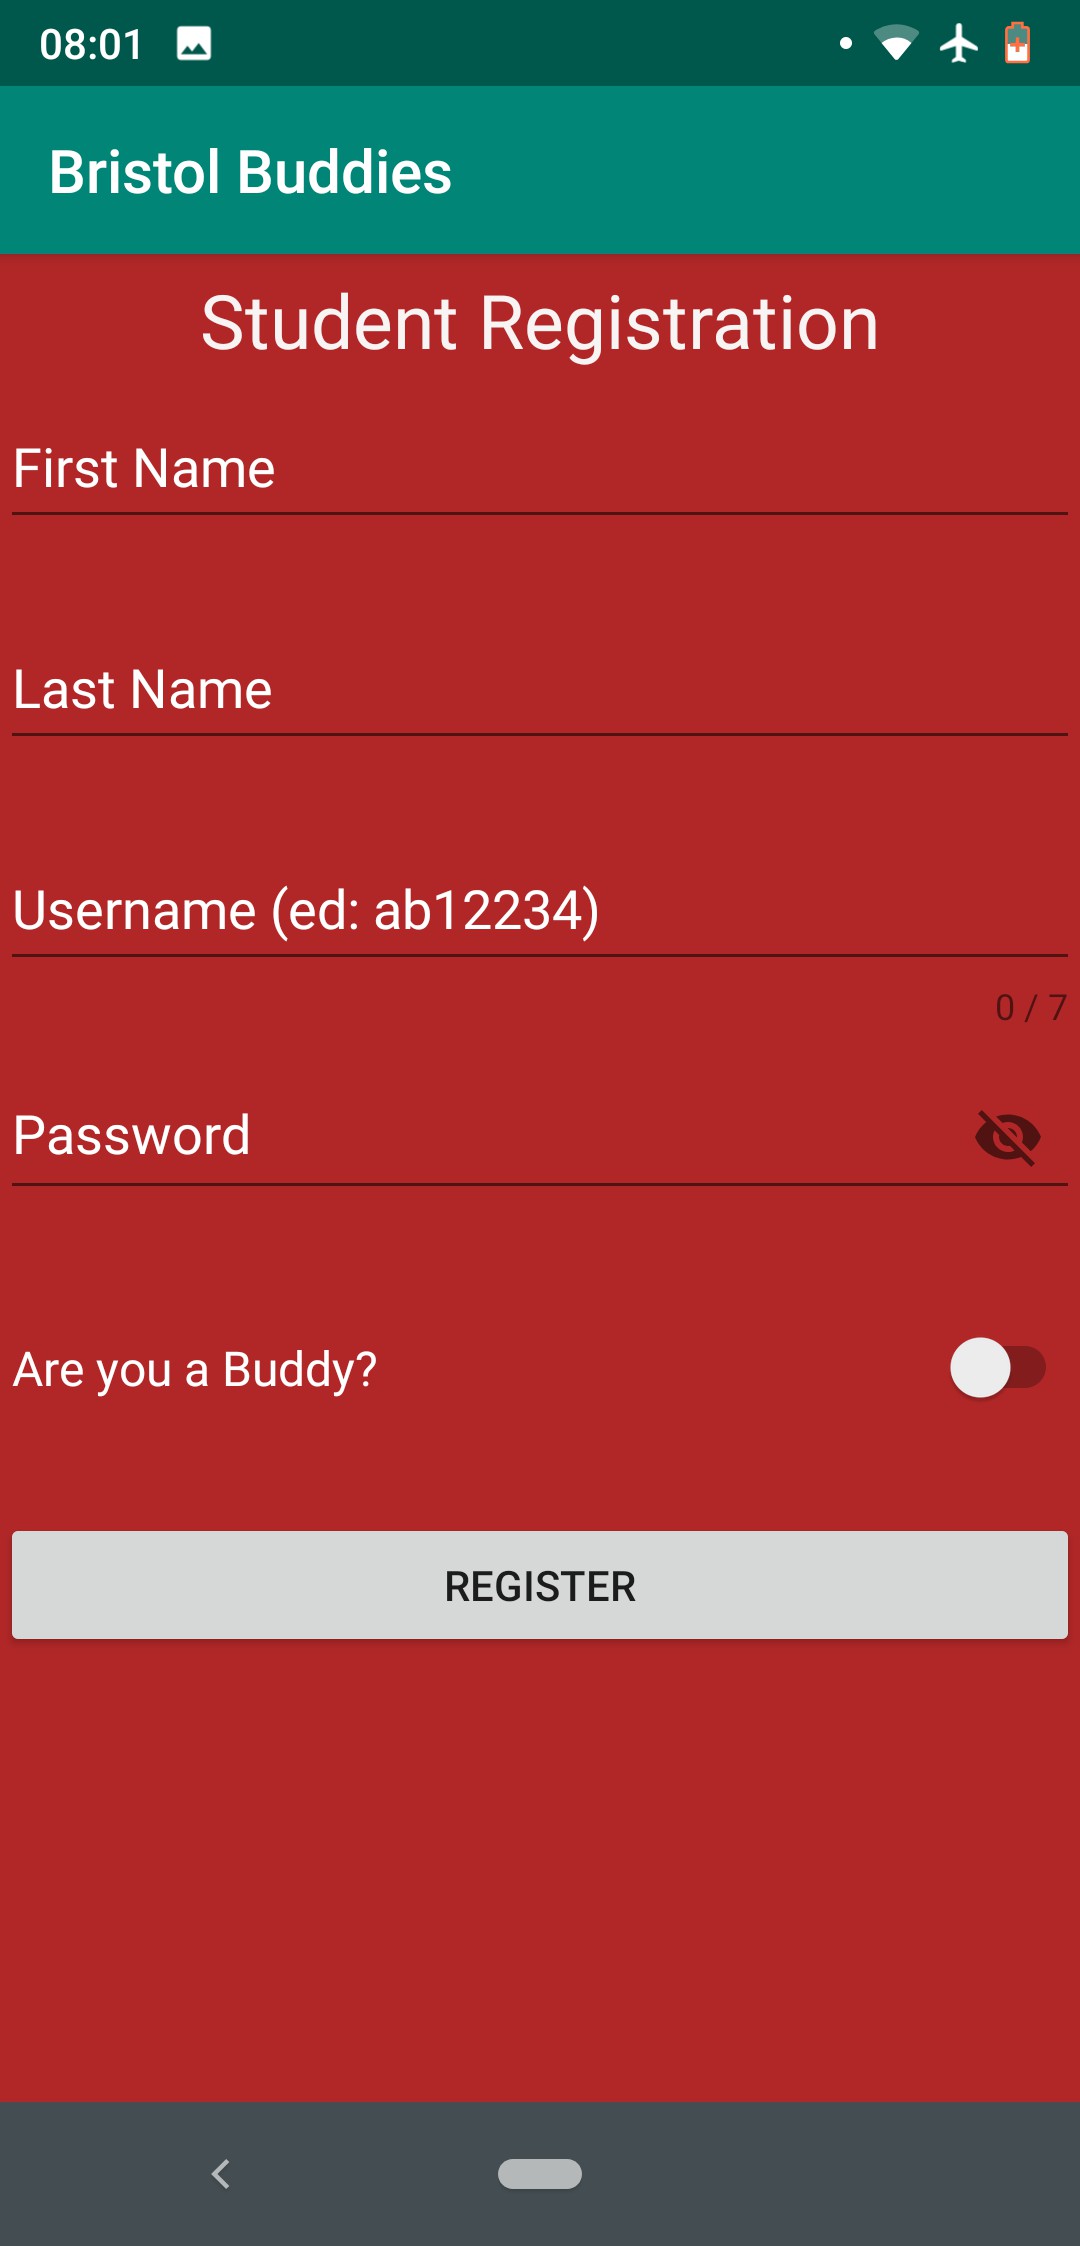 08:01
Bristol Buddies
Student Registration
First Name
Last Name
Username (ed: ab12234)
0 / 7
Password
Are you a Buddy?
REGISTER